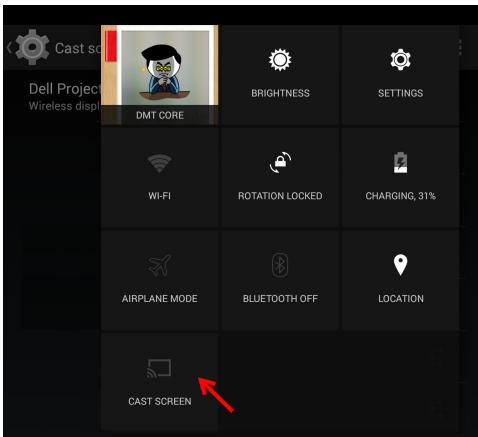 Cast sc
Dell Project
Wireless displ
DMT CORE
BRIGHTNESS
SETTINGS
WI-FI
ROTATION LOCKED
CHARGING, 31%
AIRPLANE MODE
BLUETOOTH OFF
LOCATION
CAST SCREEN